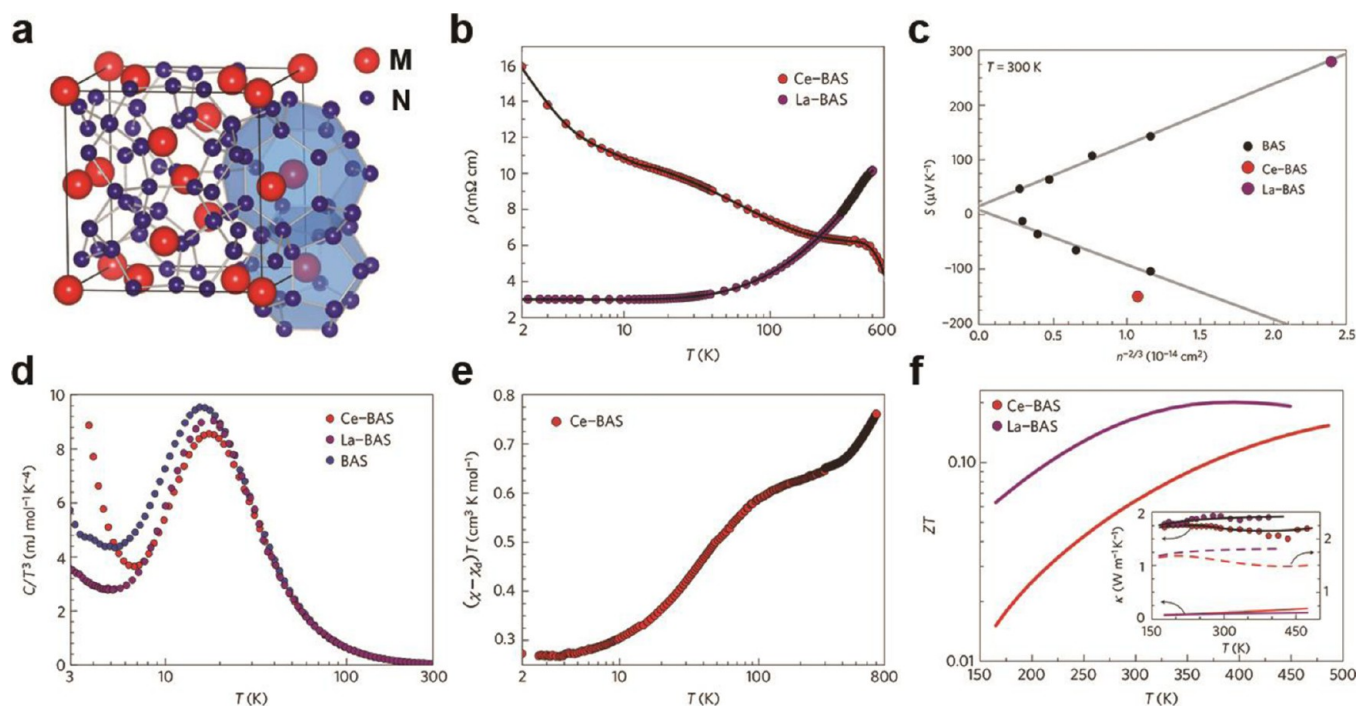 a
M
N
b
16
14
12
10
8
6
4
2
ρ (mΩ cm)
Ce–BAS
La–BAS
2
10
100
600
T (K)
c
300
200
100
0
−100
−200
S (μV K⁻¹)
T = 300 K
BAS
Ce–BAS
La–BAS
0.0
0.5
1.0
1.5
2.0
2.5
n⁻²/³ (10⁻¹⁴ cm²)
d
10
8
6
4
2
0
C/T³ (mJ mol⁻¹ K⁻⁴)
Ce–BAS
La–BAS
BAS
3
10
100
300
T (K)
e
0.8
0.7
0.6
0.5
0.4
0.3
(χ–χd)T (cm³ K mol⁻¹)
Ce–BAS
2
10
100
800
T (K)
f
0.10
0.01
ZT
Ce–BAS
La–BAS
2
1
0
κ (W m⁻¹K⁻¹)
2
1
150
300
450
T (K)
150
200
250
300
350
400
450
500
T (K)